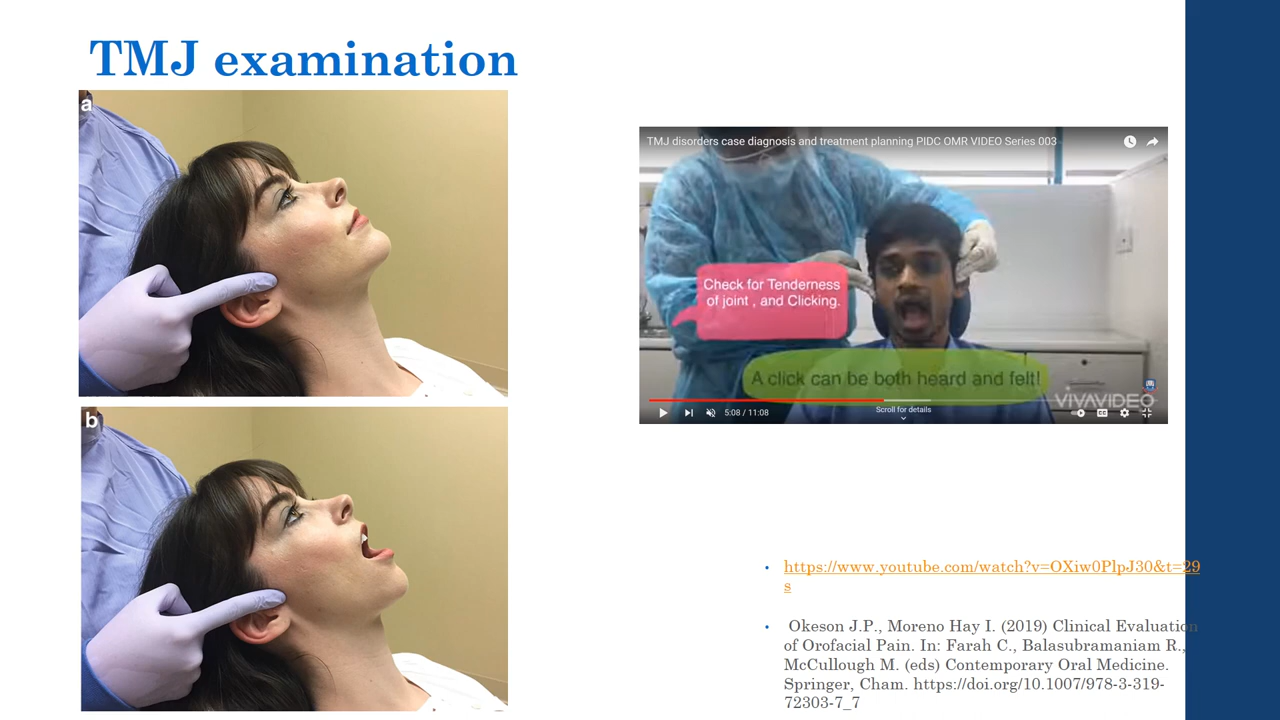 TMJ examination
a
b
TMJ disorders case diagnosis and treatment planning PIDC OMR VIDEO Series 003
Check for Tenderness
of joint , and Clicking.
A click can be both heard and felt!
VIVAVIDEO
5:08 / 11:08
Scroll for details
CC
• https://www.youtube.com/watch?v=OXiw0PlpJ30&t=29
s
• Okeson J.P., Moreno Hay I. (2019) Clinical Evaluation
of Orofacial Pain. In: Farah C., Balasubramaniam R.,
McCullough M. (eds) Contemporary Oral Medicine.
Springer, Cham. https://doi.org/10.1007/978-3-319-
72303-7_7